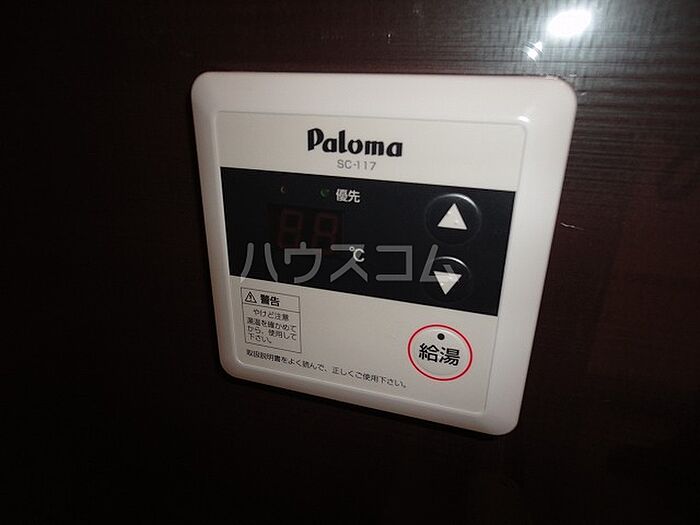 Paloma
SC-117
優先
℃
ハウスコム
警告
やけど注意
湯温を確かめて
から、使用して
下さい。
給湯
取扱説明書をよく読んで、正しくご使用下さい。